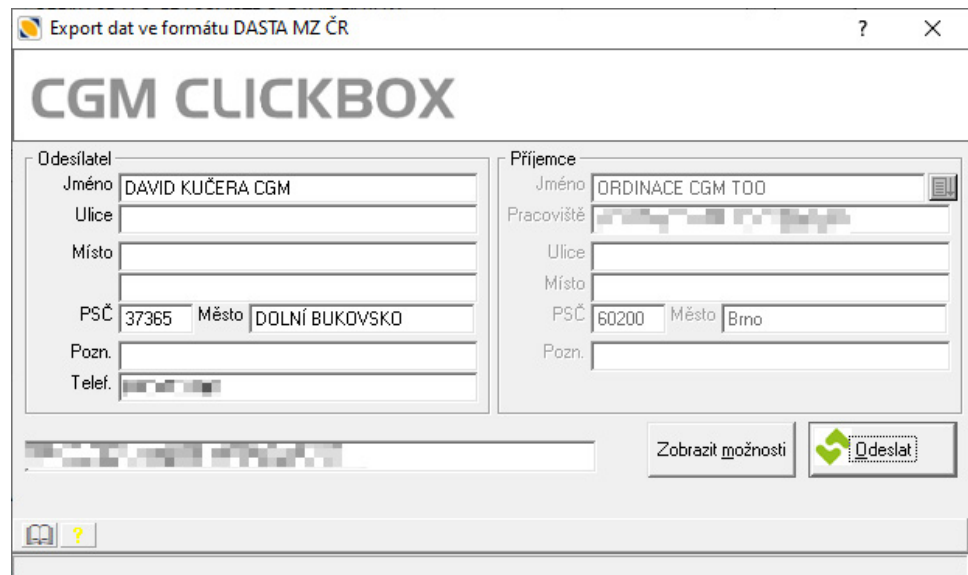 Export dat ve formátu DASTA MZ ČR
?
CGM CLICKBOX
Odesílatel
Jméno DAVID KUČERA CGM
Ulice
Místo
PSČ 37365 Město DOLNÍ BUKOVSKO
Pozn.
Telef.
Příjemce
Jméno ORDINACE CGM TOO
Pracoviště
Ulice
Místo
PSČ 60200 Město Brno
Pozn.
Zobrazit možnosti
Odeslat
?